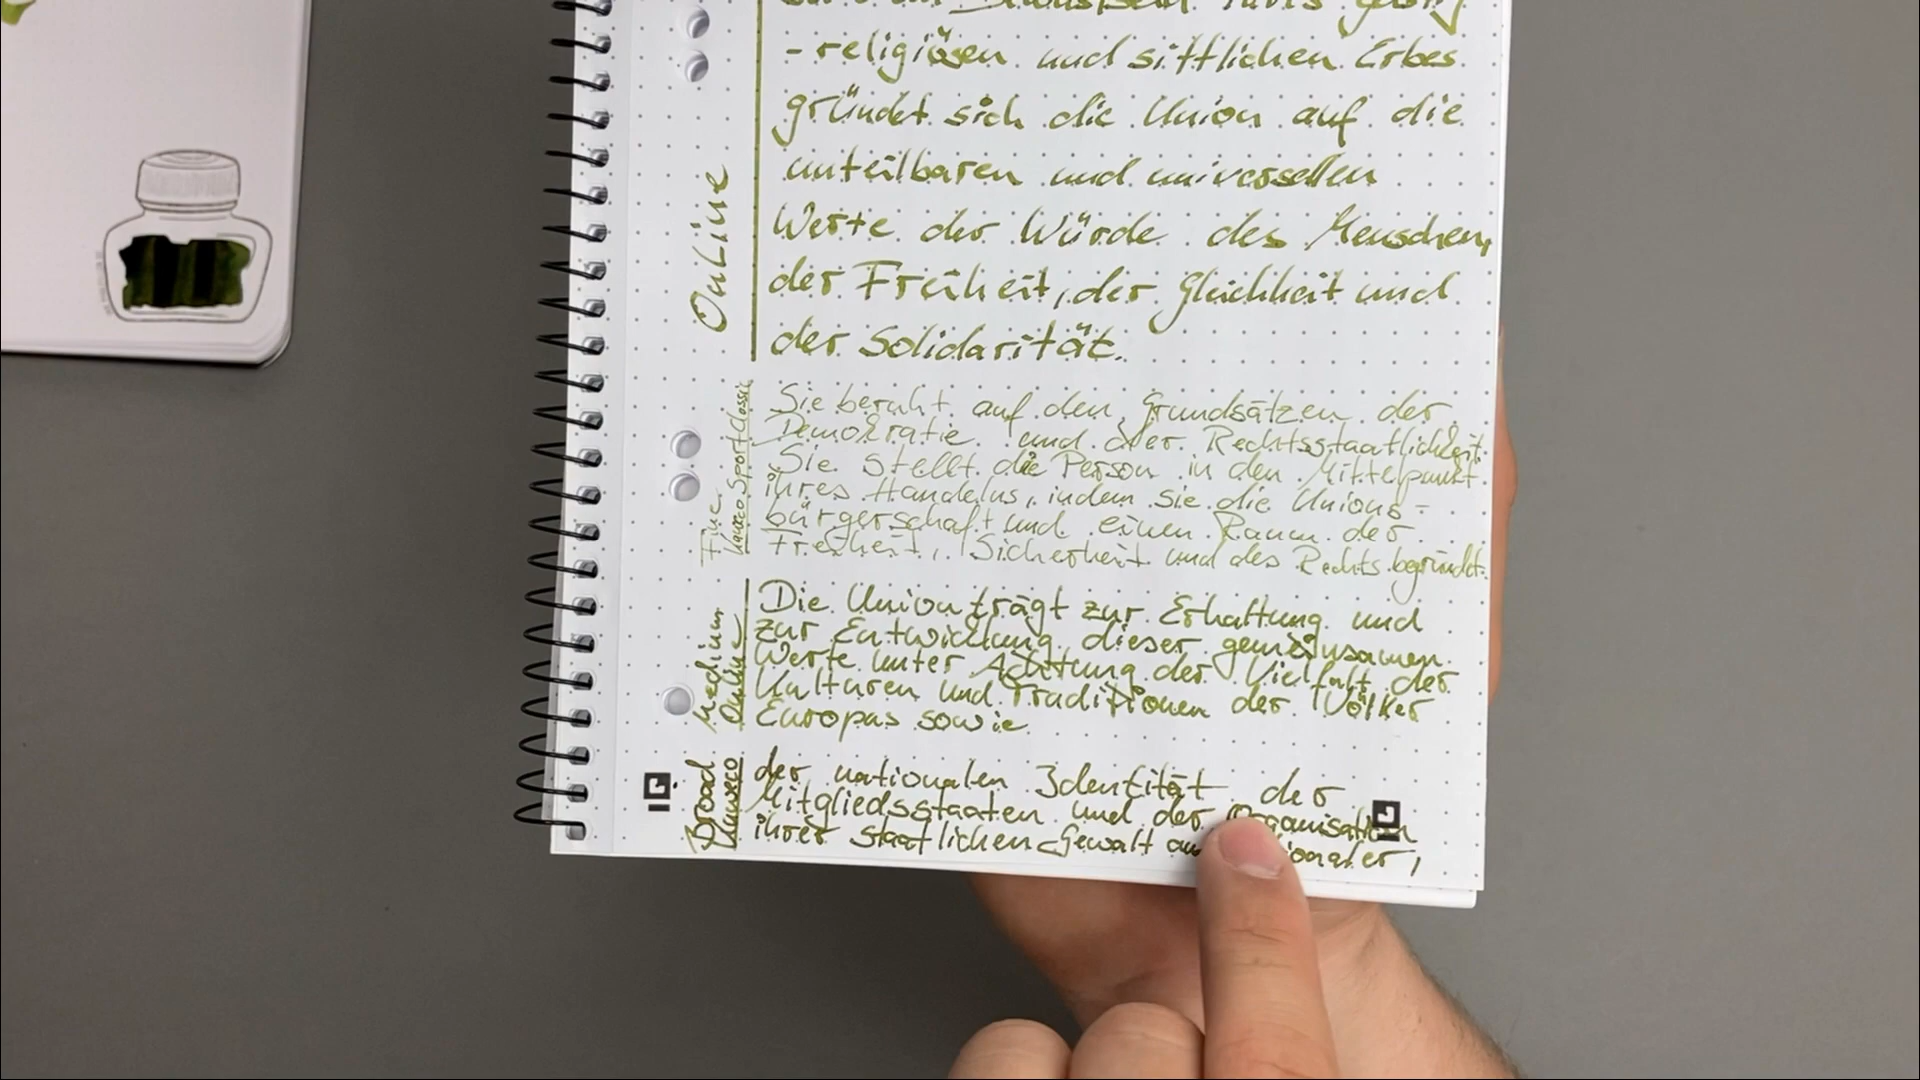 - religiösen und sittlichen Erbes
gründet sich die Union auf die
unteilbaren und universellen
Werte der Würde des Menschen,
der Freiheit, der Gleichheit und
der Solidarität.
Online
Sie beruht auf den Grundsätzen der
Demokratie und der Rechtsstaatlichkeit.
Sie stellt die Person in den Mittelpunkt
ihres Handelns, indem sie die Unions-
bürgerschaft und einen Raum der
Freiheit, Sicherheit und des Rechts begründet.
Fine
Kaweco Sport Classic
Die Union trägt zur Erhaltung und
zur Entwicklung dieser gemeinsamen
Werte unter Achtung der Vielfalt der
Kulturen und Traditionen der Völker
Europas sowie
Medium
Online
der nationalen Identität der
Mitgliedsstaaten und der Organisation
ihrer staatlichen Gewalt
Broad
Kaweco